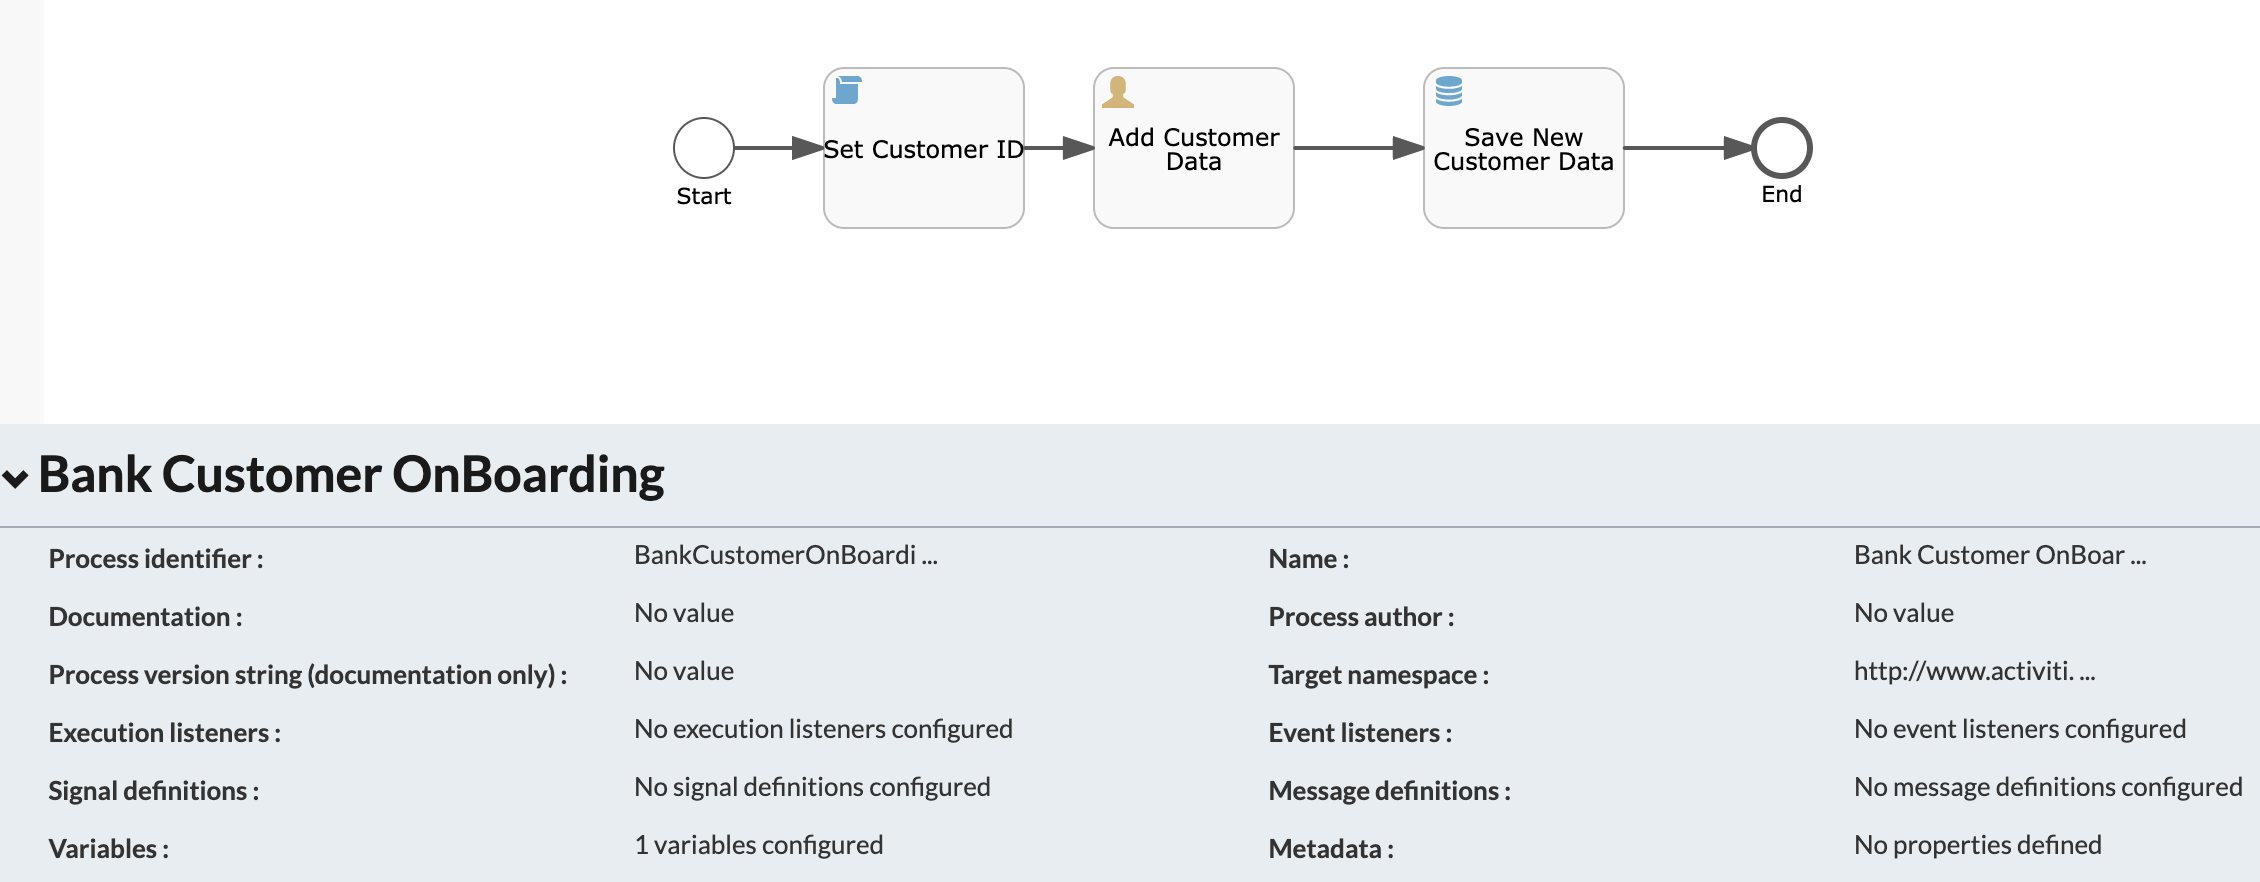 Start
Set Customer ID
Add Customer
Data
Save New
Customer Data
End
Bank Customer OnBoarding
Process identifier : BankCustomerOnBoardi ... Name : Bank Customer OnBoar ...
Documentation : No value Process author : No value
Process version string (documentation only) : No value Target namespace : http://www.activiti. ...
Execution listeners : No execution listeners configured Event listeners : No event listeners configured
Signal definitions : No signal definitions configured Message definitions : No message definitions configured
Variables : 1 variables configured Metadata : No properties defined